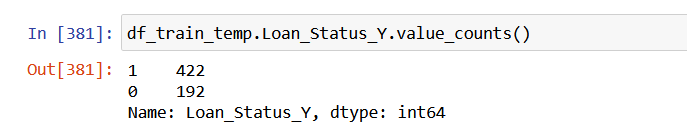 In [381]: df_train_temp.Loan_Status_Y.value_counts()
Out[381]: 1    422
0    192
Name: Loan_Status_Y, dtype: int64